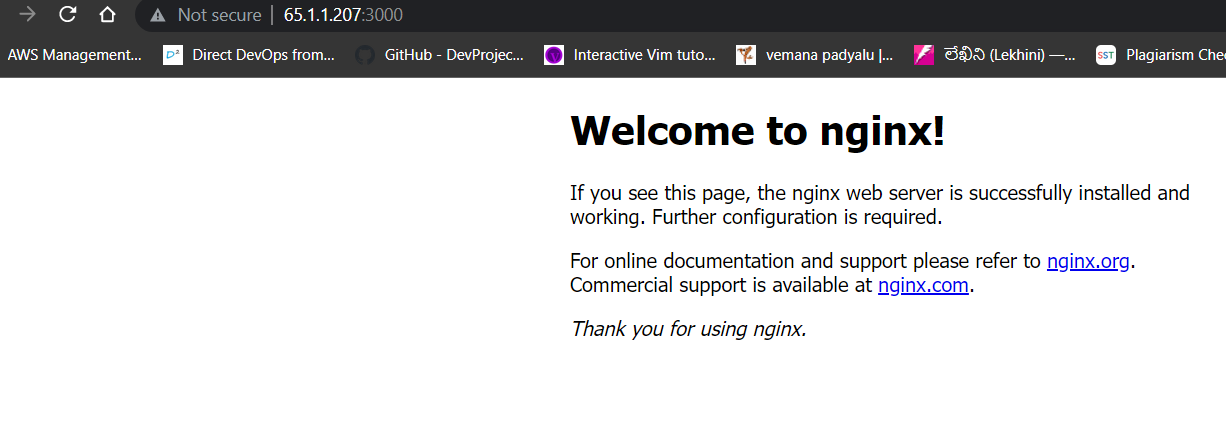 Not secure | 65.1.1.207:3000
AWS Management... Direct DevOps from... GitHub - DevProjec... Interactive Vim tuto... vemana padyalu |... లేఖిని (Lekhini) —... SST Plagiarism Che
Welcome to nginx!
If you see this page, the nginx web server is successfully installed and
working. Further configuration is required.
For online documentation and support please refer to nginx.org.
Commercial support is available at nginx.com.
Thank you for using nginx.